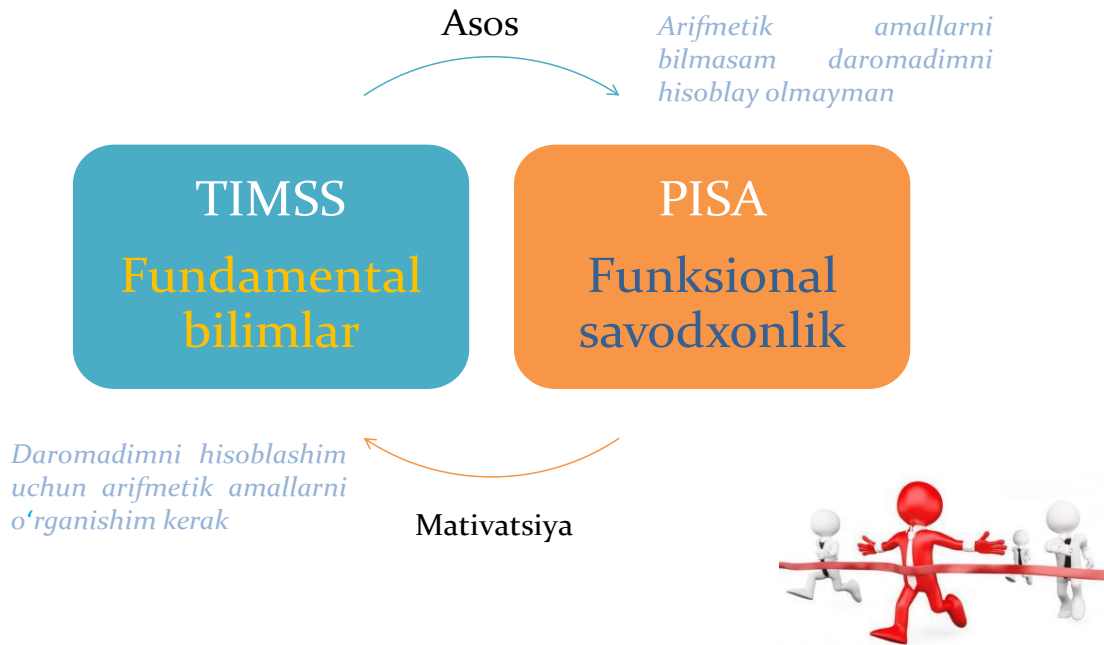 Asos
Arifmetik amallarni
bilmasam daromadimni
hisoblay olmayman
TIMSS
Fundamental
bilimlar
PISA
Funksional
savodxonlik
Daromadimni hisoblashim
uchun arifmetik amallarni
o‘rganishim kerak
Mativatsiya